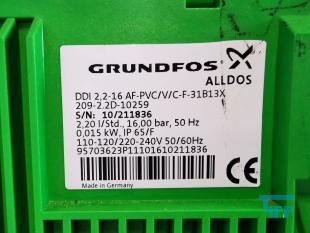 GRUNDFOS
ALLDOS
DDI 2,2-16 AF-PVC/V/C-F-31B13X
209-2.2D-10259
S/N: 10/211836
2,20 l/Std., 16,00 bar, 50 Hz
0,015 kW, IP 65/F
110-120/220-240V 50/60Hz
95703623P11101610211836
Made in Germany